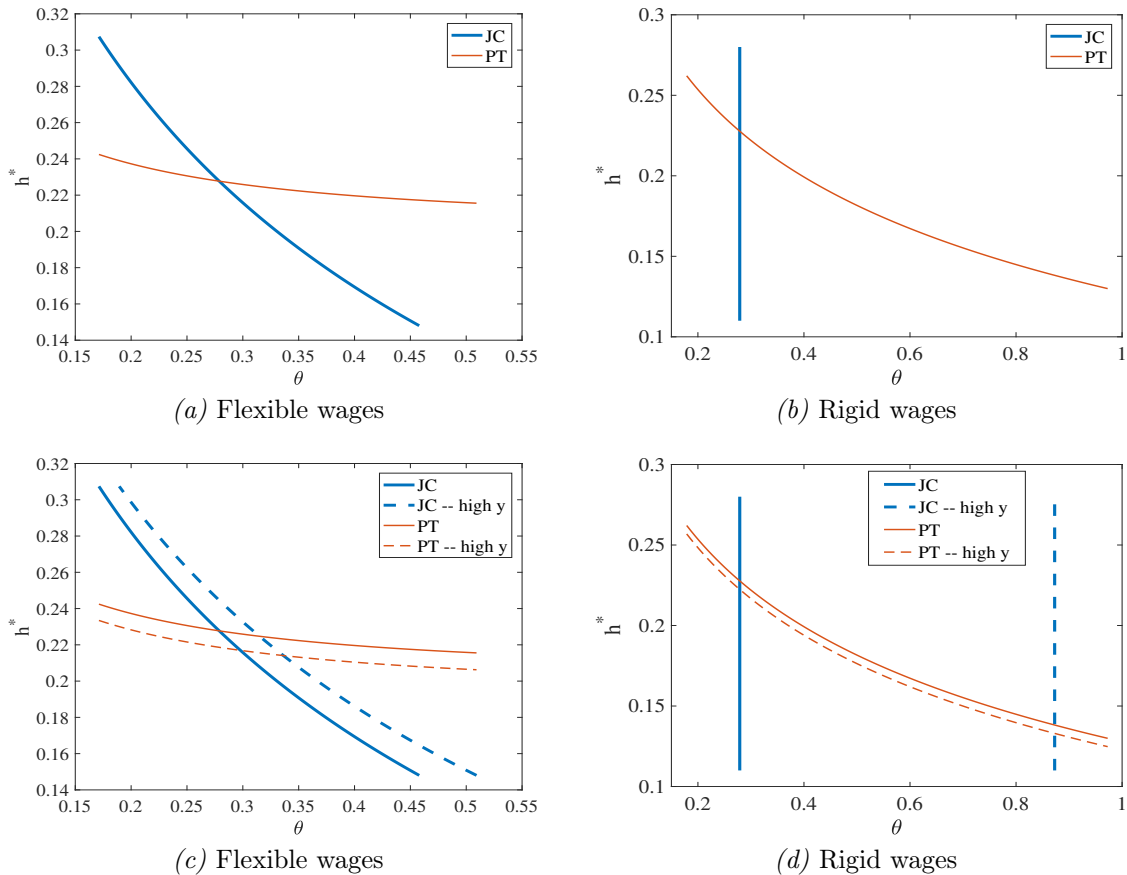 0.32
0.3
0.28
0.26
0.24
0.22
0.2
0.18
0.16
0.14
h*
0.15 0.2 0.25 0.3 0.35 0.4 0.45 0.5 0.55
θ
JC
PT
(a) Flexible wages
0.3
0.25
0.2
0.15
0.1
h*
0.2 0.4 0.6 0.8 1
θ
JC
PT
(b) Rigid wages
0.32
0.3
0.28
0.26
0.24
0.22
0.2
0.18
0.16
0.14
h*
0.15 0.2 0.25 0.3 0.35 0.4 0.45 0.5 0.55
θ
JC
JC -- high y
PT
PT -- high y
(c) Flexible wages
0.3
0.25
0.2
0.15
0.1
h*
0.2 0.4 0.6 0.8 1
θ
JC
JC -- high y
PT
PT -- high y
(d) Rigid wages